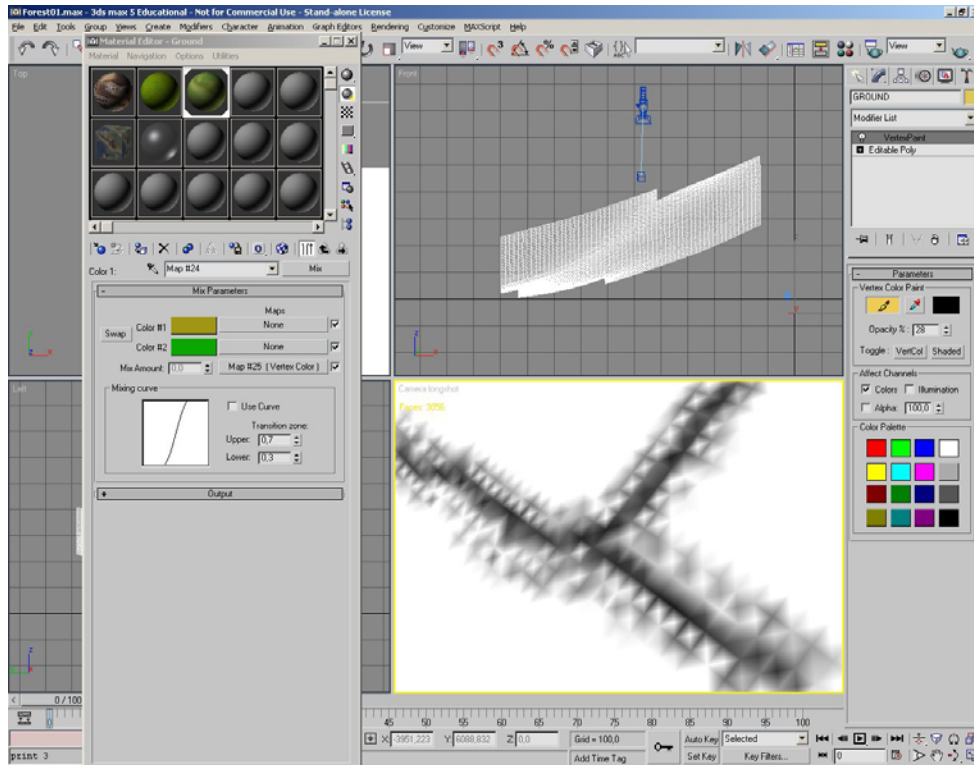 Forest01.max - 3ds max 5 Educational - Not for Commercial Use - Stand-alone License
File Edit Tools Group Views Create Modifiers Character Animation Graph Editors Rendering Customize MAXScript Help
View
View
Material Editor - Ground
Material Navigation Options Utilities
Color 1: Map #24 Mix
- Mix Parameters
Maps
Swap
Color #1 None
Color #2 None
Mix Amount: 0,0 Map #25 (Vertex Color)
Mixing curve
Use Curve
Transition zone:
Upper: 0,7
Lower: 0,3
+ Output
Top
Front
Left
Camera longshot
Faces: 3056
GROUND
Modifier List
VertexPaint
Editable Poly
- Parameters
Vertex Color Paint
Opacity %: 28
Toggle: VertCol Shaded
Affect Channels
Colors Illumination
Alpha: 100,0
Color Palette
0 / 100
0
45 50 55 60 65 70 75 80 85 90 95 100
X: -3951,223 Y: 6088,832 Z: 0,0 Grid = 100,0
Auto Key Selected
print 3
Add Time Tag
Set Key Key Filters...
0